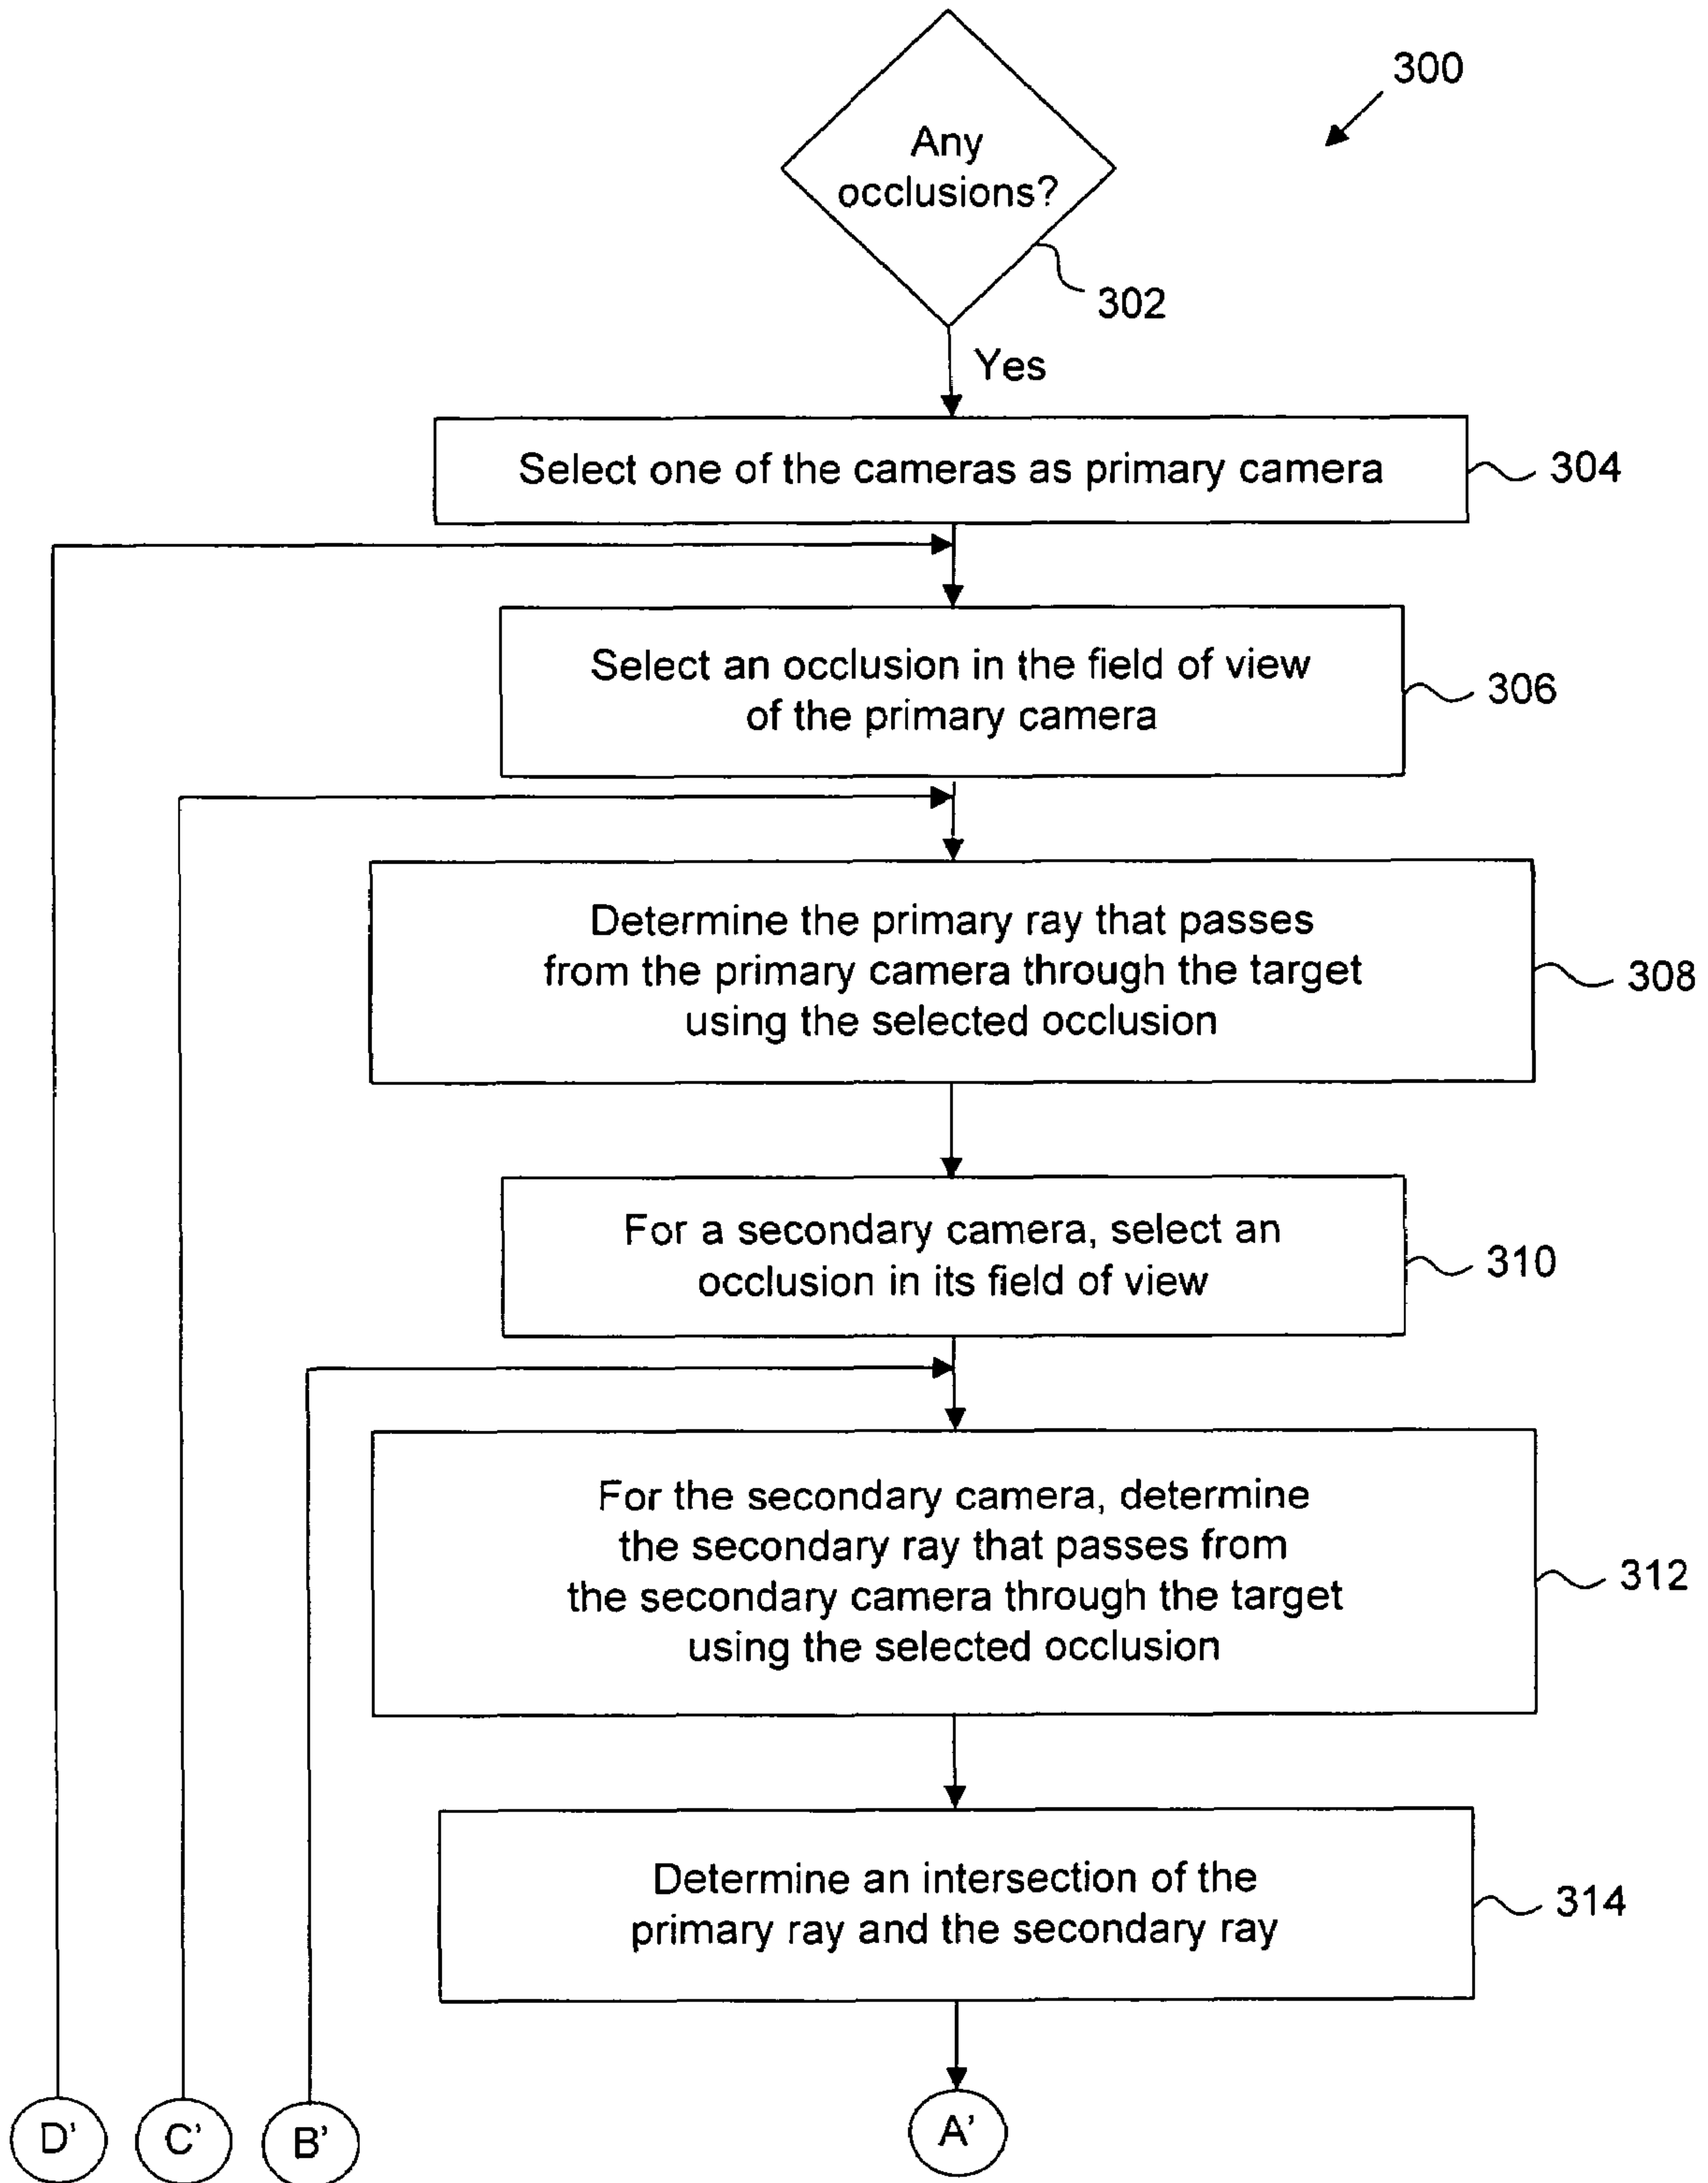 300
Any
occlusions?
302
Yes
Select one of the cameras as primary camera
304
Select an occlusion in the field of view
of the primary camera
306
Determine the primary ray that passes
from the primary camera through the target
using the selected occlusion
308
For a secondary camera, select an
occlusion in its field of view
310
For the secondary camera, determine
the secondary ray that passes from
the secondary camera through the target
using the selected occlusion
312
Determine an intersection of the
primary ray and the secondary ray
314
D’
C’
B’
A’